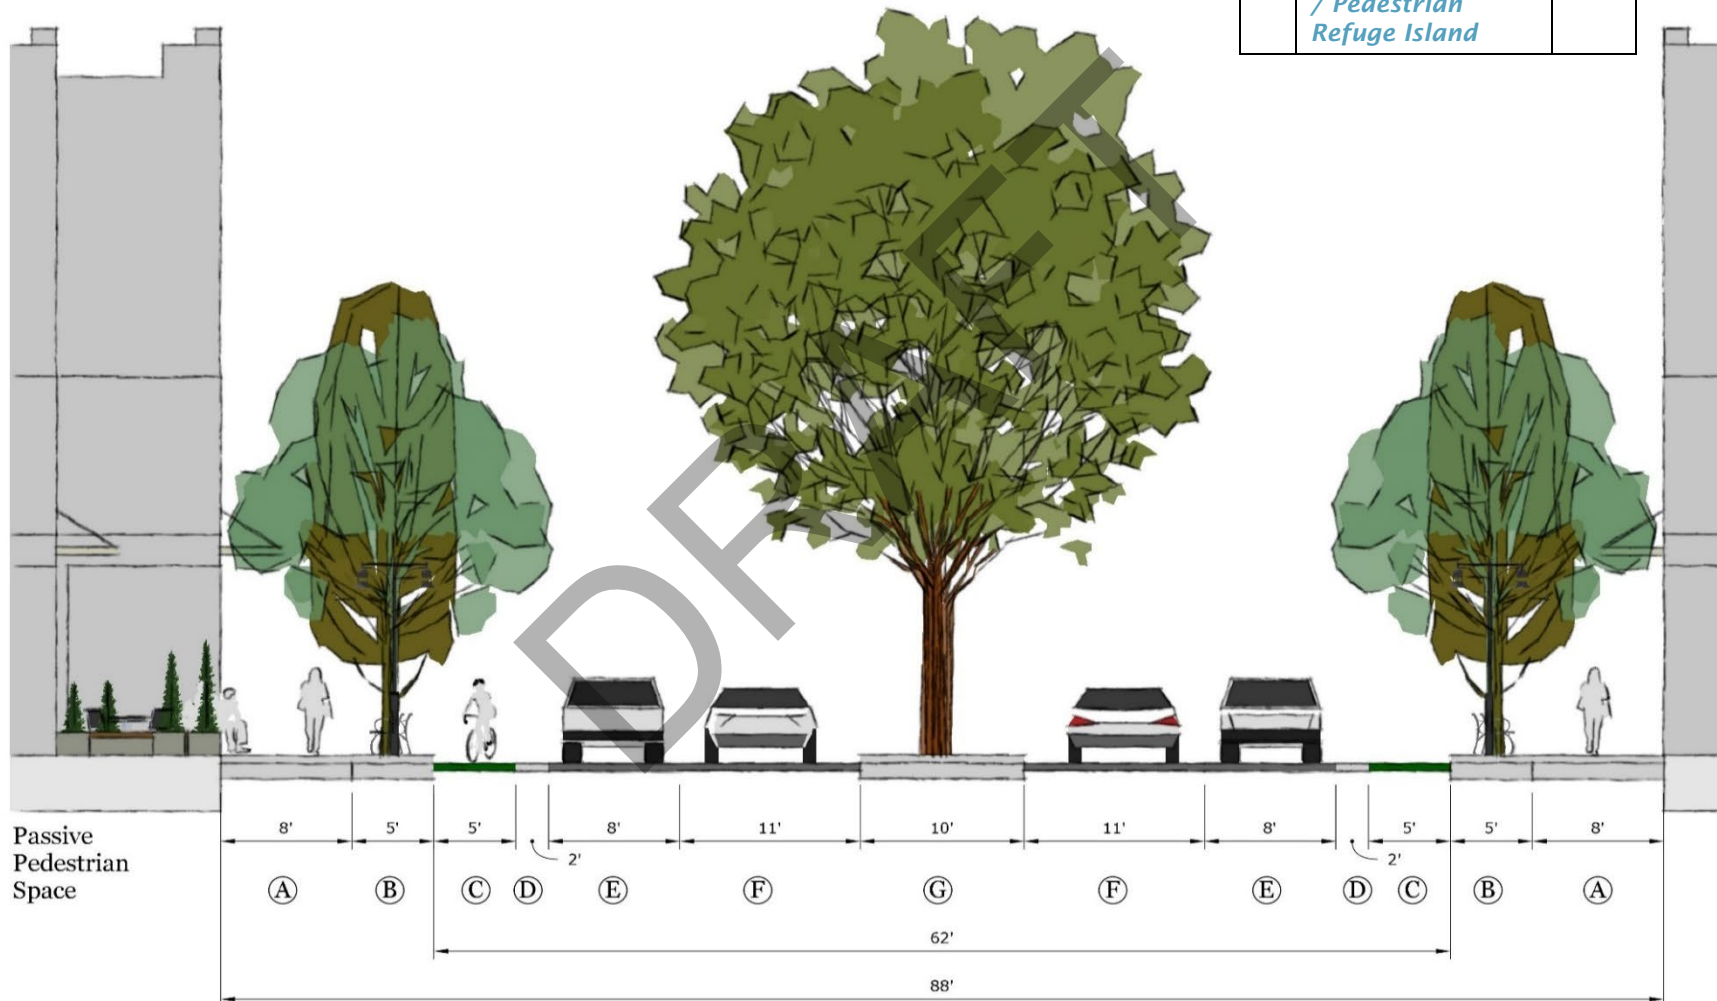 / Pedestrian
Refuge Island
DRAFT
Passive
Pedestrian
Space
8' 5' 5' 2' 8' 11' 10' 11' 8' 2' 5' 5' 8'
A B C D E F G F E D C B A
62'
88'